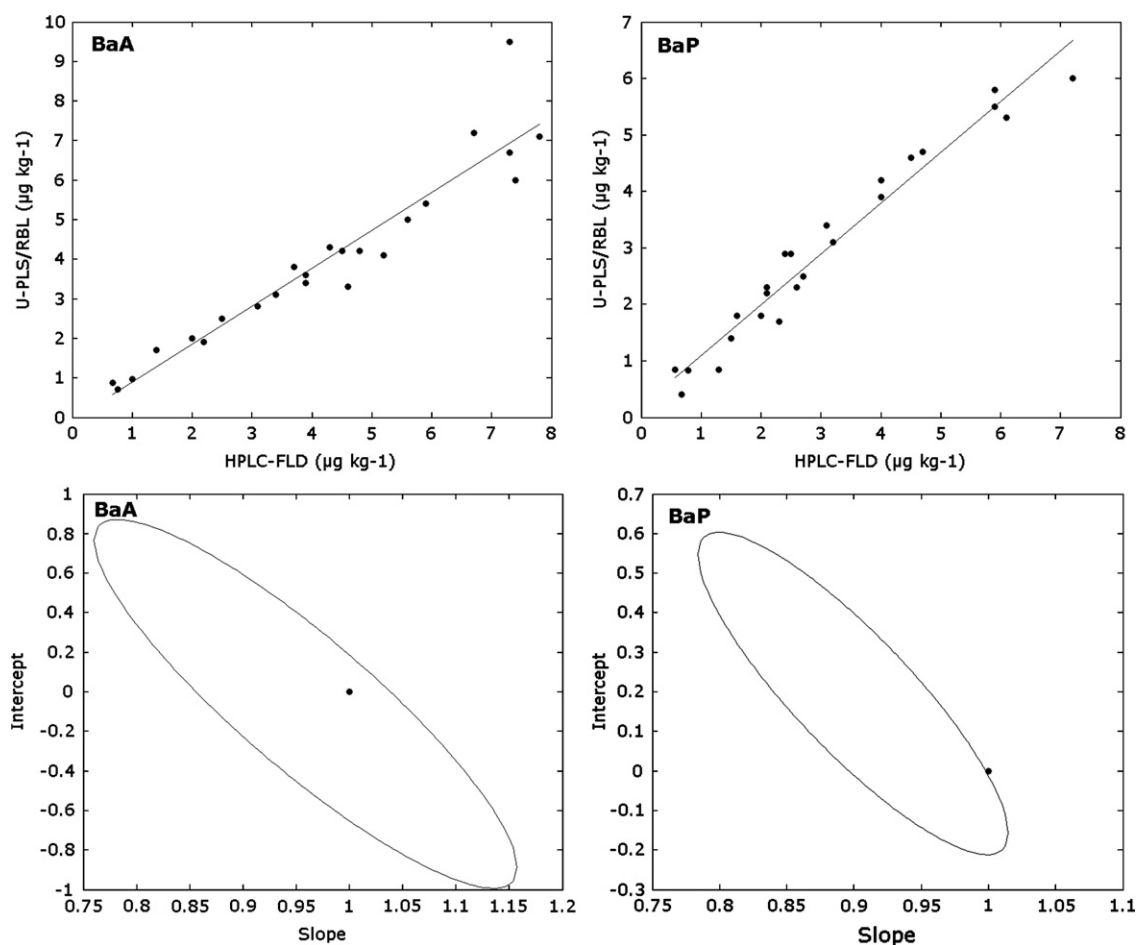 BaA
10
9
8
7
6
5
4
3
2
1
0
U-PLS/RBL (µg kg-1)
0 1 2 3 4 5 6 7 8
HPLC-FLD (µg kg-1)
BaP
7
6
5
4
3
2
1
0
U-PLS/RBL (µg kg-1)
0 1 2 3 4 5 6 7 8
HPLC-FLD (µg kg-1)
BaA
1
0.8
0.6
0.4
0.2
0
-0.2
-0.4
-0.6
-0.8
-1
Intercept
0.75 0.8 0.85 0.9 0.95 1 1.05 1.1 1.15 1.2
Slope
BaP
0.7
0.6
0.5
0.4
0.3
0.2
0.1
0
-0.1
-0.2
-0.3
Intercept
0.75 0.8 0.85 0.9 0.95 1 1.05 1.1
Slope